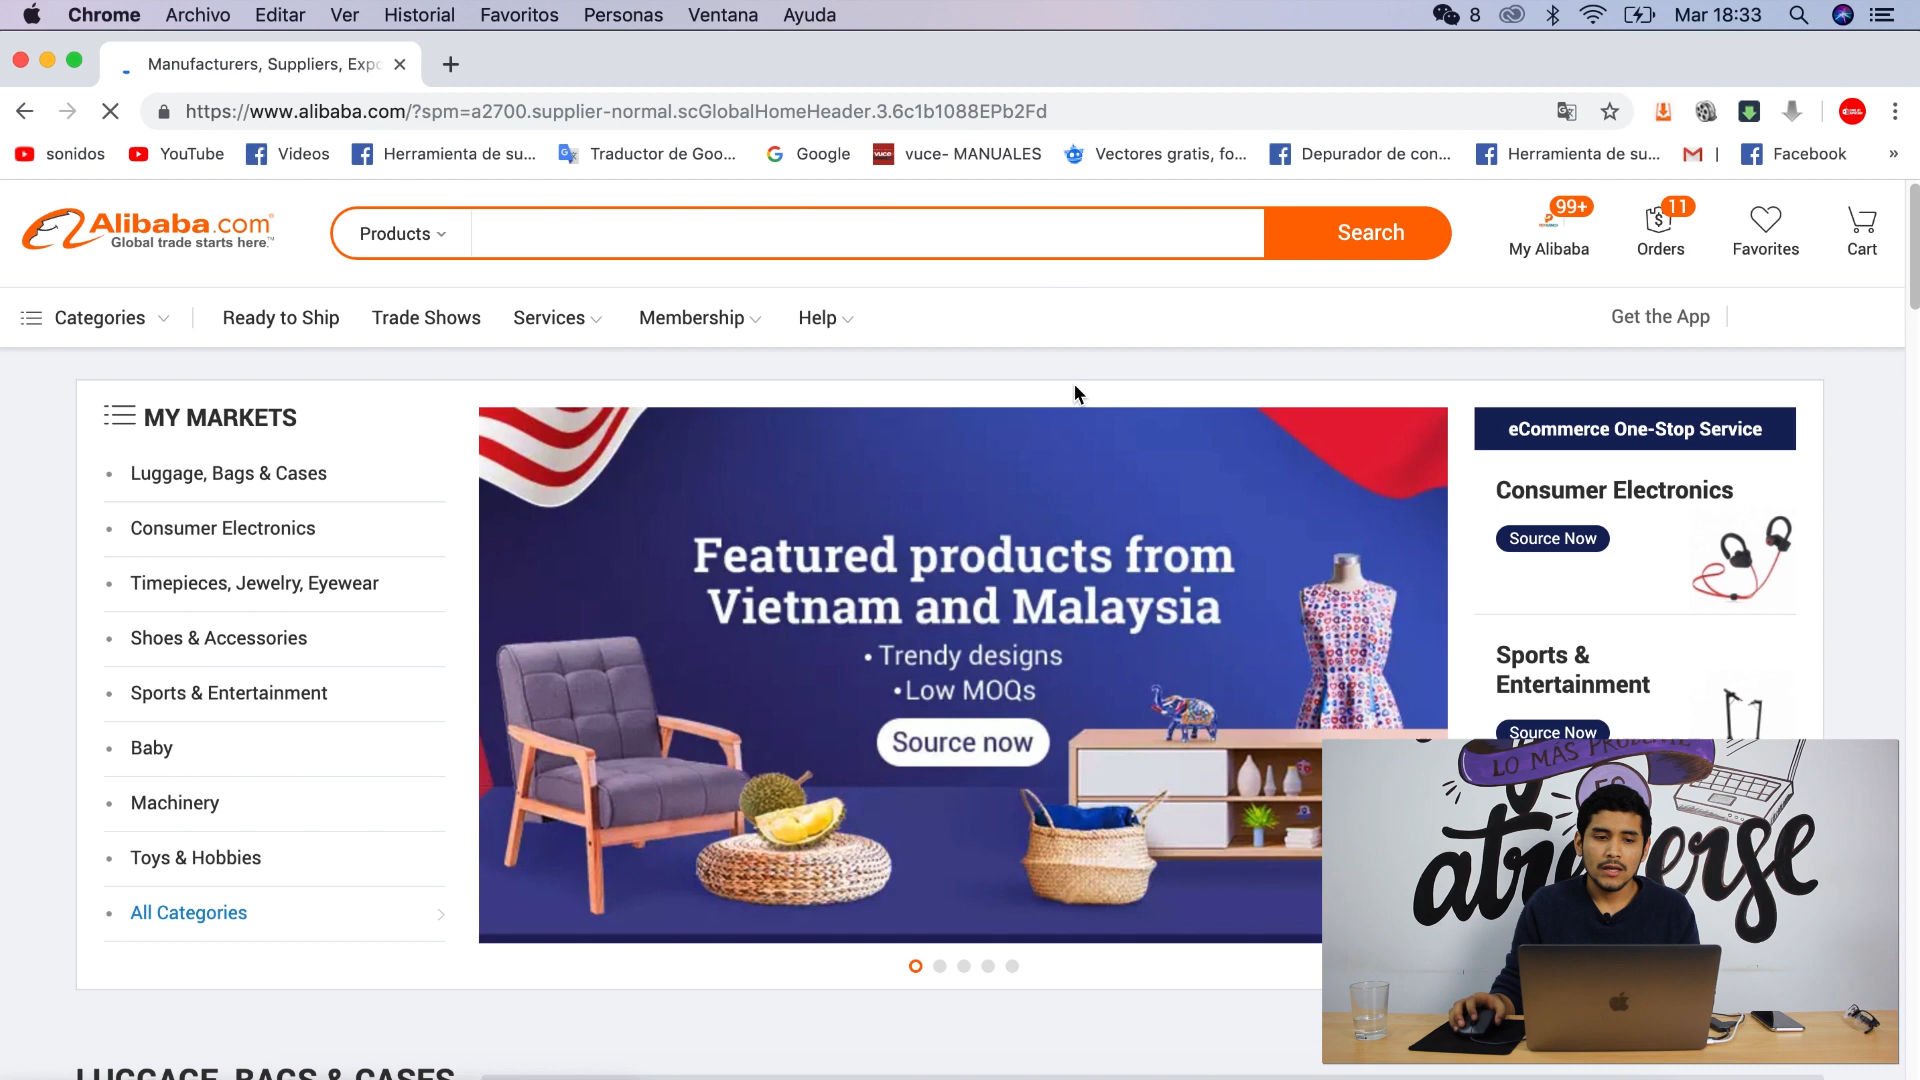 Chrome Archivo Editar Ver Historial Favoritos Personas Ventana Ayuda 8 Mar 18:33
Manufacturers, Suppliers, Expo
https://www.alibaba.com/?spm=a2700.supplier-normal.scGlobalHomeHeader.3.6c1b1088EPb2Fd
sonidos YouTube Videos Herramienta de su... Traductor de Goo... Google vuce- MANUALES Vectores gratis, fo... Depurador de con... Herramienta de su... Facebook »
Alibaba.com
Global trade starts here.™
Products
Search
99+
My Alibaba
11
Orders
Favorites
Cart
Categories Ready to Ship Trade Shows Services Membership Help Get the App
MY MARKETS
• Luggage, Bags & Cases
• Consumer Electronics
• Timepieces, Jewelry, Eyewear
• Shoes & Accessories
• Sports & Entertainment
• Baby
• Machinery
• Toys & Hobbies
• All Categories
Featured products from
Vietnam and Malaysia
• Trendy designs
• Low MOQs
Source now
eCommerce One-Stop Service
Consumer Electronics
Source Now
Sports &
Entertainment
Source Now
LO MÁS PRUDENTE
ES
LUGGAGE, BAGS & CASES